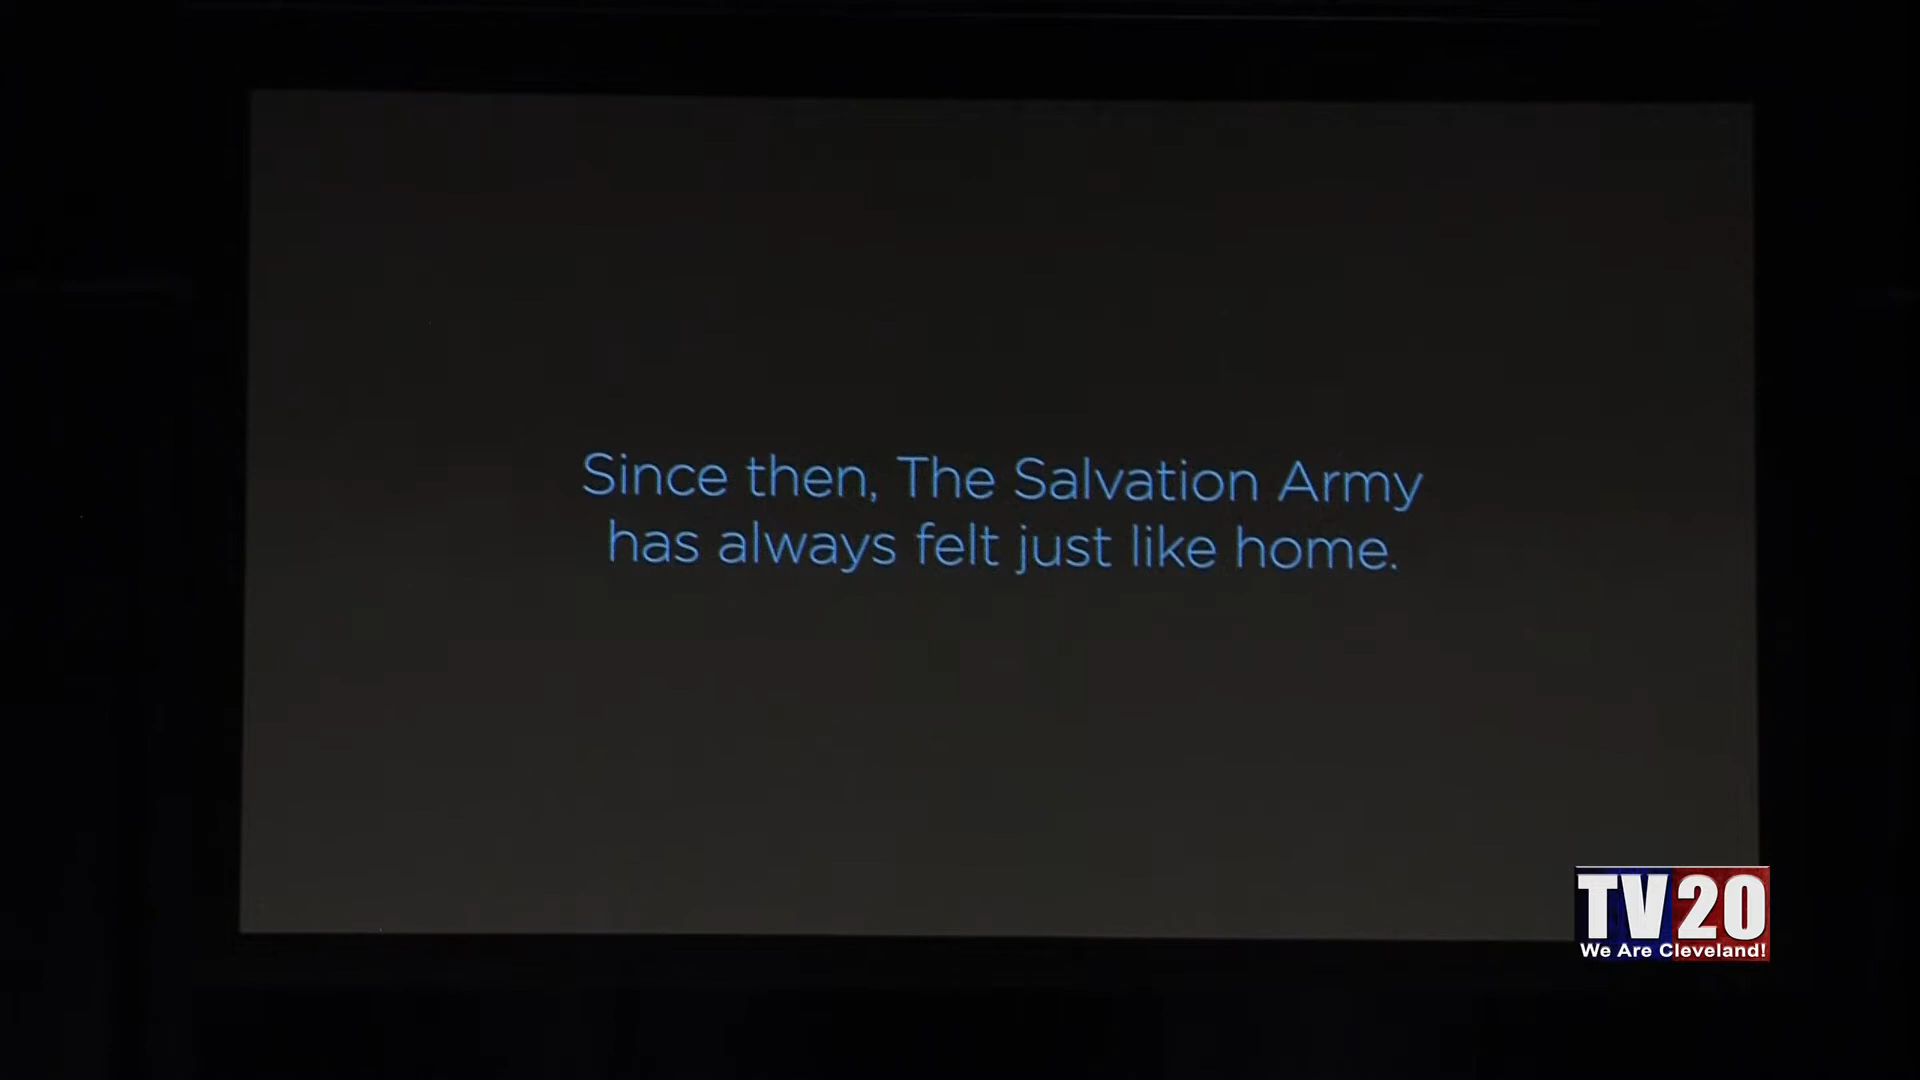 Since then, The Salvation Army
has always felt just like home.
TV20
We Are Cleveland!